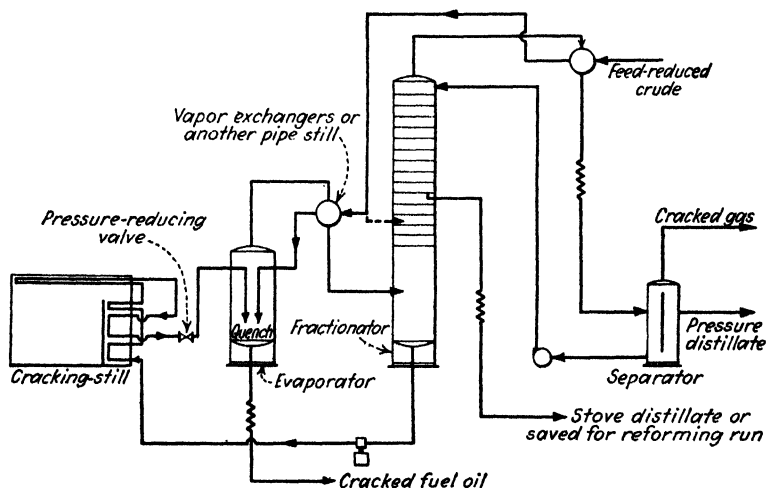 Feed-reduced
crude
Vapor exchangers or
another pipe still
Pressure-reducing
valve
Cracked gas
Quench
Fractionator
Pressure
distillate
Cracking-still
Evaporator
Separator
Stove distillate or
saved for reforming run
Cracked fuel oil